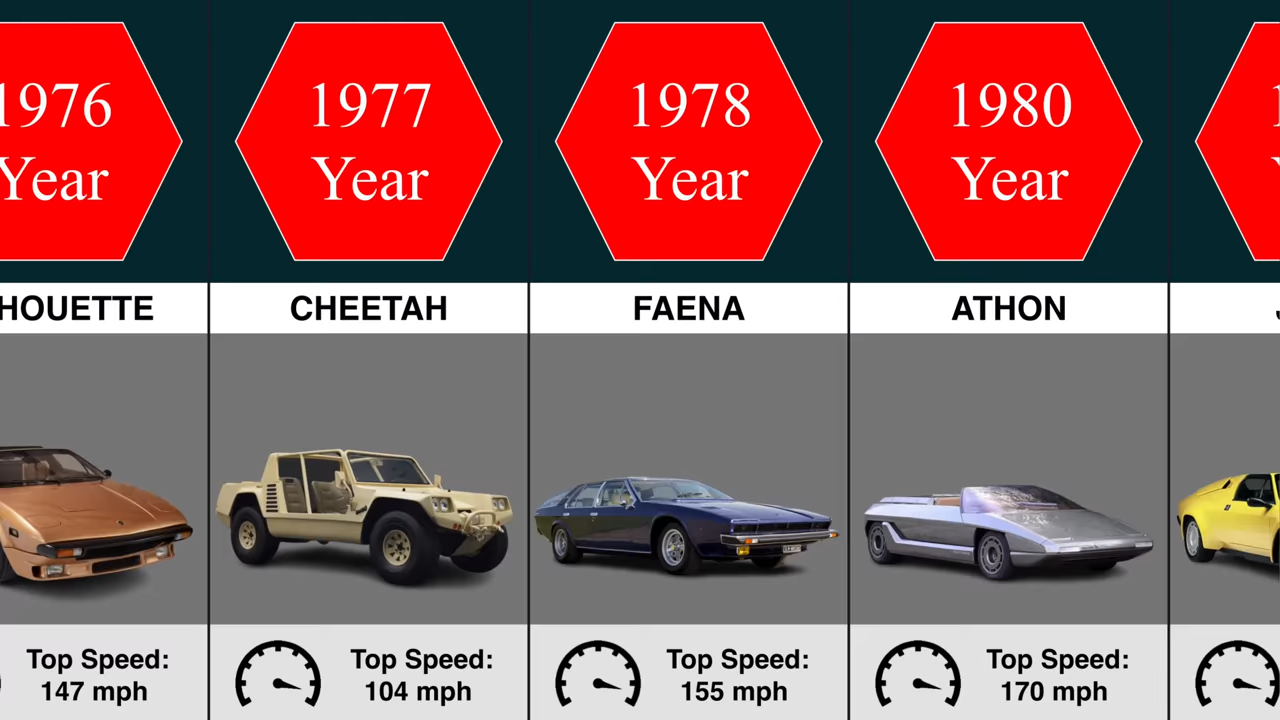 1976
Year
1977
Year
1978
Year
1980
Year
HOUETTE
CHEETAH
FAENA
ATHON
Top Speed:
147 mph
Top Speed:
104 mph
Top Speed:
155 mph
Top Speed:
170 mph